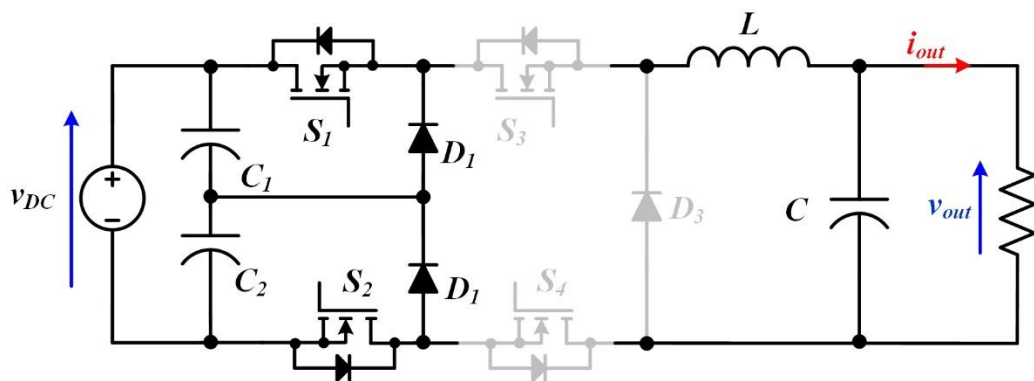 L
i_out
S_1
S_3
D_1
C_1
v_DC
+
-
D_3
C
v_out
C_2
S_2
D_1
S_4